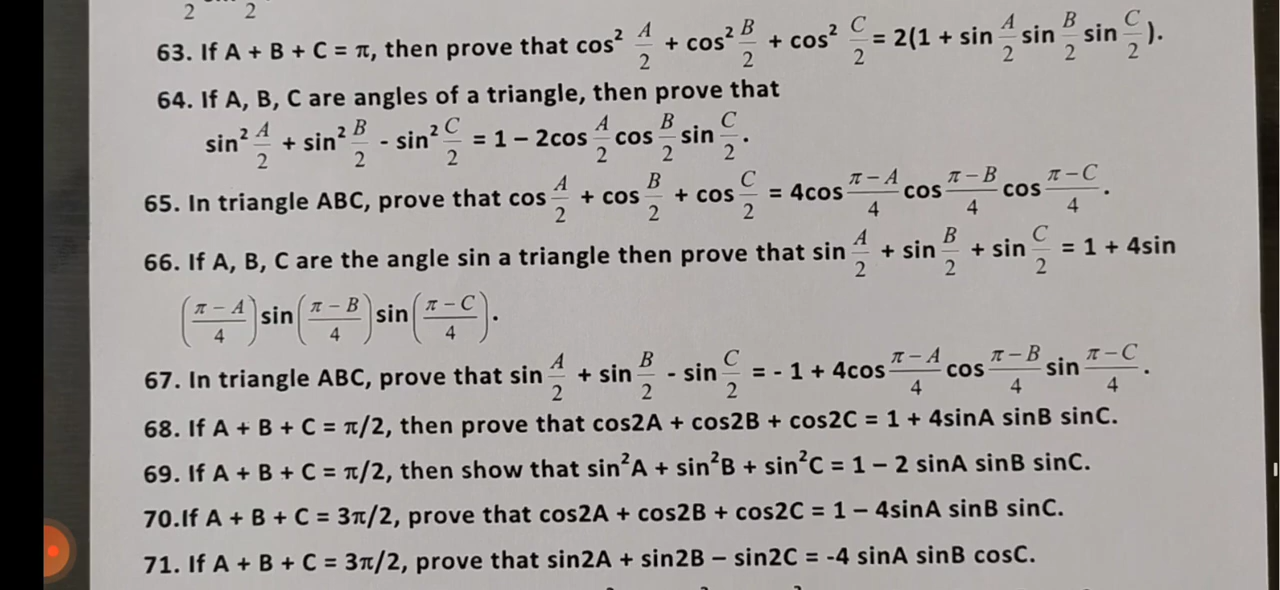 2 2
63. If A + B + C = π, then prove that cos² A/2 + cos² B/2 + cos² C/2 = 2(1 + sin A/2 sin B/2 sin C/2).
64. If A, B, C are angles of a triangle, then prove that
sin² A/2 + sin² B/2 - sin² C/2 = 1 – 2cos A/2 cos B/2 sin C/2.
65. In triangle ABC, prove that cos A/2 + cos B/2 + cos C/2 = 4cos π – A/4 cos π – B/4 cos π – C/4.
66. If A, B, C are the angle sin a triangle then prove that sin A/2 + sin B/2 + sin C/2 = 1 + 4sin
(π – A/4) sin (π – B/4) sin (π – C/4).
67. In triangle ABC, prove that sin A/2 + sin B/2 - sin C/2 = - 1 + 4cos π – A/4 cos π – B/4 sin π – C/4.
68. If A + B + C = π/2, then prove that cos2A + cos2B + cos2C = 1 + 4sinA sinB sinC.
69. If A + B + C = π/2, then show that sin²A + sin²B + sin²C = 1 – 2 sinA sinB sinC.
70.If A + B + C = 3π/2, prove that cos2A + cos2B + cos2C = 1 – 4sinA sinB sinC.
71. If A + B + C = 3π/2, prove that sin2A + sin2B – sin2C = -4 sinA sinB cosC.